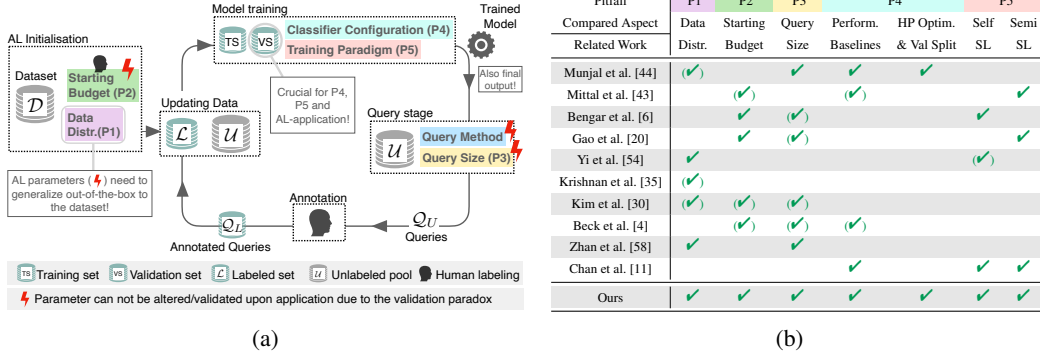 AL Initialisation
Dataset
D
Starting
Budget (P2)
Data
Distr.(P1)
AL parameters ( ) need to
generalize out-of-the-box to
the dataset!
Updating Data
L
U
Model training
TS
VS
Classifier Configuration (P4)
Training Paradigm (P5)
Crucial for P4,
P5 and
AL-application!
Trained
Model
Also final
output!
Query stage
U
Query Method
Query Size (P3)
Annotation
Q_U
Queries
Q_L
Annotated Queries
TS Training set
VS Validation set
L Labeled set
U Unlabeled pool
Human labeling
Parameter can not be altered/validated upon application due to the validation paradox
(a)
Pitfall P1 P2 P3 P4 P5
Compared Aspect Data Starting Query Perform. HP Optim. Self Semi
Related Work Distr. Budget Size Baselines & Val Split SL SL
Munjal et al. [44] (✔) ✔ ✔ ✔
Mittal et al. [43] (✔) (✔) ✔
Bengar et al. [6] ✔ (✔) ✔
Gao et al. [20] ✔ (✔) ✔
Yi et al. [54] ✔ (✔)
Krishnan et al. [35] (✔)
Kim et al. [30] (✔) (✔) (✔)
Beck et al. [4] (✔) (✔) (✔)
Zhan et al. [58] ✔ ✔
Chan et al. [11] ✔ ✔ ✔
Ours ✔ ✔ ✔ ✔ ✔ ✔ ✔
(b)